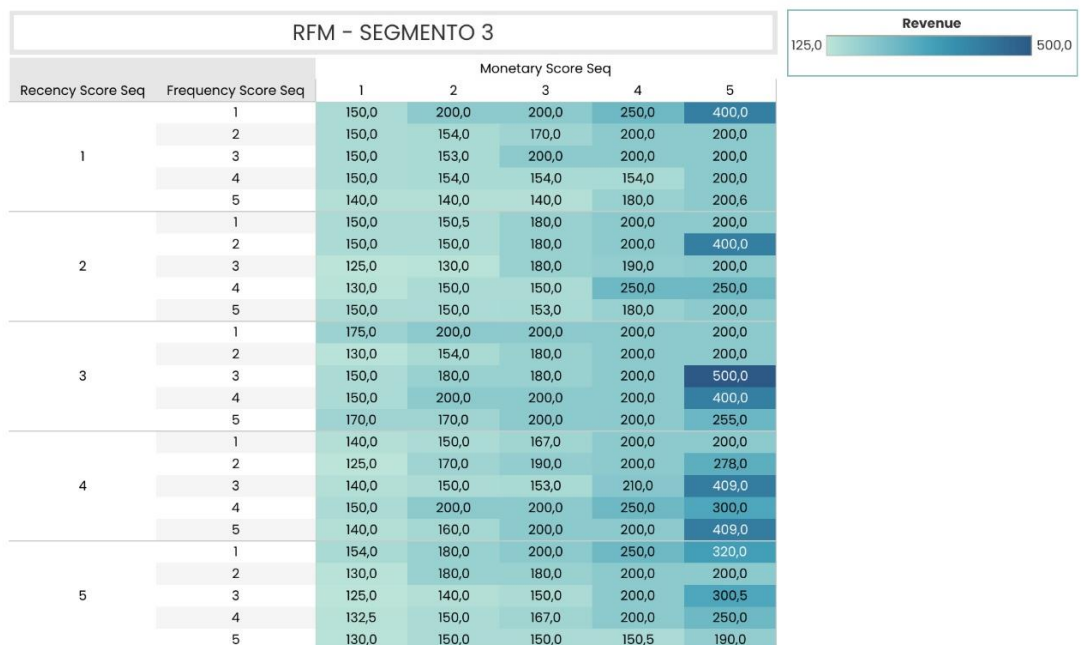 RFM - SEGMENTO 3
Revenue
125,0 500,0
Monetary Score Seq
Recency Score Seq Frequency Score Seq 1 2 3 4 5
1 150,0 200,0 200,0 250,0 400,0
2 150,0 154,0 170,0 200,0 200,0
1 3 150,0 153,0 200,0 200,0 200,0
4 150,0 154,0 154,0 154,0 200,0
5 140,0 140,0 140,0 180,0 200,6
1 150,0 150,5 180,0 200,0 200,0
2 150,0 150,0 180,0 200,0 400,0
2 3 125,0 130,0 180,0 190,0 200,0
4 130,0 150,0 150,0 250,0 250,0
5 150,0 150,0 153,0 180,0 200,0
1 175,0 200,0 200,0 200,0 200,0
2 130,0 154,0 180,0 200,0 200,0
3 3 150,0 180,0 180,0 200,0 500,0
4 150,0 200,0 200,0 200,0 400,0
5 170,0 170,0 200,0 200,0 255,0
1 140,0 150,0 167,0 200,0 200,0
2 125,0 170,0 190,0 200,0 278,0
4 3 140,0 150,0 153,0 210,0 409,0
4 150,0 200,0 200,0 250,0 300,0
5 140,0 160,0 200,0 200,0 409,0
1 154,0 180,0 200,0 250,0 320,0
2 130,0 180,0 180,0 200,0 200,0
5 3 125,0 140,0 150,0 200,0 300,5
4 132,5 150,0 167,0 200,0 250,0
5 130,0 150,0 150,0 150,5 190,0